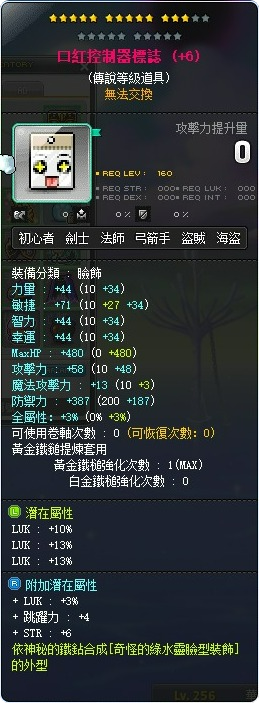 口紅控制器標誌 (+6)
(傳說等級道具)
無法交換
攻擊力提升量
0
REQ LEV : 160
REQ STR : 000 REQ LUK : 000
REQ DEX : 000 REQ INT : 000
0 0% 0%
初心者 劍士 法師 弓箭手 盜賊 海盜
裝備分類 : 臉飾
力量 : +44 (10 +34)
敏捷 : +71 (10 +27 +34)
智力 : +44 (10 +34)
幸運 : +44 (10 +34)
MaxHP : +480 (0 +480)
攻擊力 : +58 (10 +48)
魔法攻擊力 : +13 (10 +3)
防禦力 : +387 (200 +187)
全屬性: +3% (0% +3%)
可使用卷軸次數 : 0 (可恢復次數: 0)
黃金鐵鎚提煉套用
黃金鐵鎚強化次數 : 1(MAX)
白金鐵鎚強化次數 : 0
L 潛在屬性
LUK : +10%
LUK : +13%
LUK : +13%
R 附加潛在屬性
+ LUK : +3%
+ 跳躍力 : +4
+ STR : +6
依神秘的鐵鉆合成[奇怪的綠水靈臉型裝飾]
的外型
Lv. 256